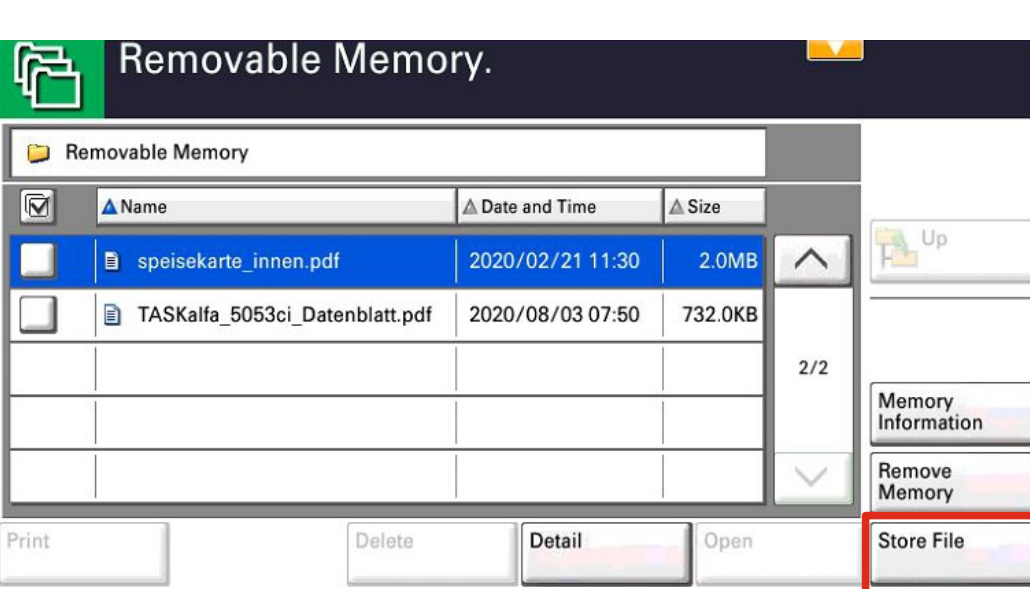 Removable Memory.
Removable Memory
Name Date and Time Size
speisekarte_innen.pdf 2020/02/21 11:30 2.0MB
TASKalfa_5053ci_Datenblatt.pdf 2020/08/03 07:50 732.0KB
2/2
Up
Memory
Information
Remove
Memory
Print Delete Detail Open Store File